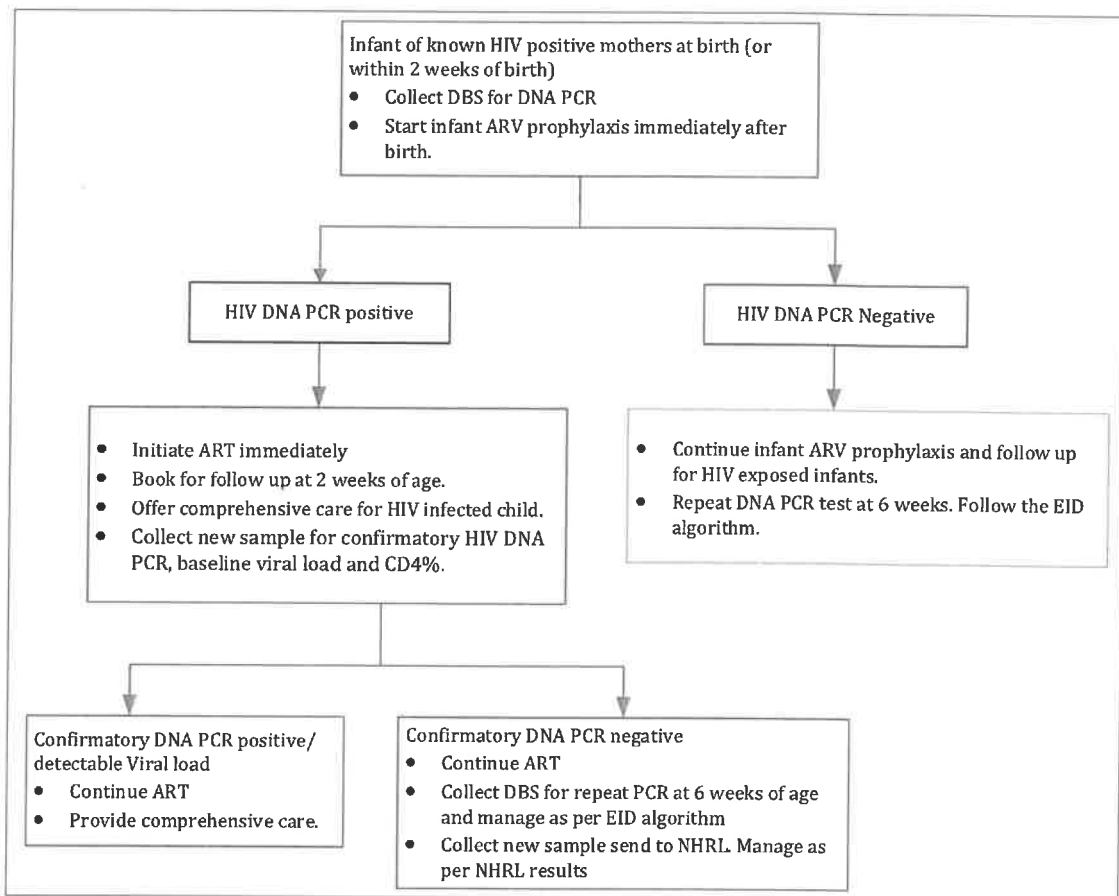 Infant of known HIV positive mothers at birth (or
within 2 weeks of birth)
• Collect DBS for DNA PCR
• Start infant ARV prophylaxis immediately after
birth.
HIV DNA PCR positive
HIV DNA PCR Negative
• Initiate ART immediately
• Book for follow up at 2 weeks of age.
• Offer comprehensive care for HIV infected child.
• Collect new sample for confirmatory HIV DNA
PCR, baseline viral load and CD4%.
• Continue infant ARV prophylaxis and follow up
for HIV exposed infants.
• Repeat DNA PCR test at 6 weeks. Follow the EID
algorithm.
Confirmatory DNA PCR positive/
detectable Viral load
• Continue ART
• Provide comprehensive care.
Confirmatory DNA PCR negative
• Continue ART
• Collect DBS for repeat PCR at 6 weeks of age
and manage as per EID algorithm
• Collect new sample send to NHRL. Manage as
per NHRL results